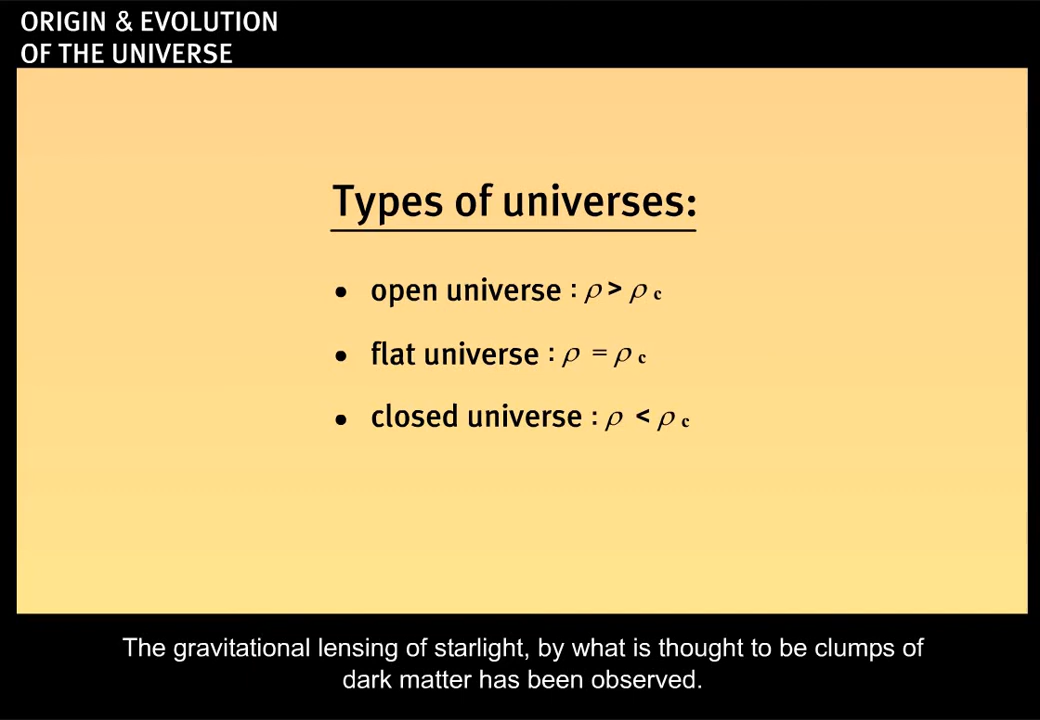 ORIGIN & EVOLUTION
OF THE UNIVERSE
Types of universes:
• open universe : ρ > ρ c
• flat universe : ρ = ρ c
• closed universe : ρ < ρ c
The gravitational lensing of starlight, by what is thought to be clumps of
dark matter has been observed.